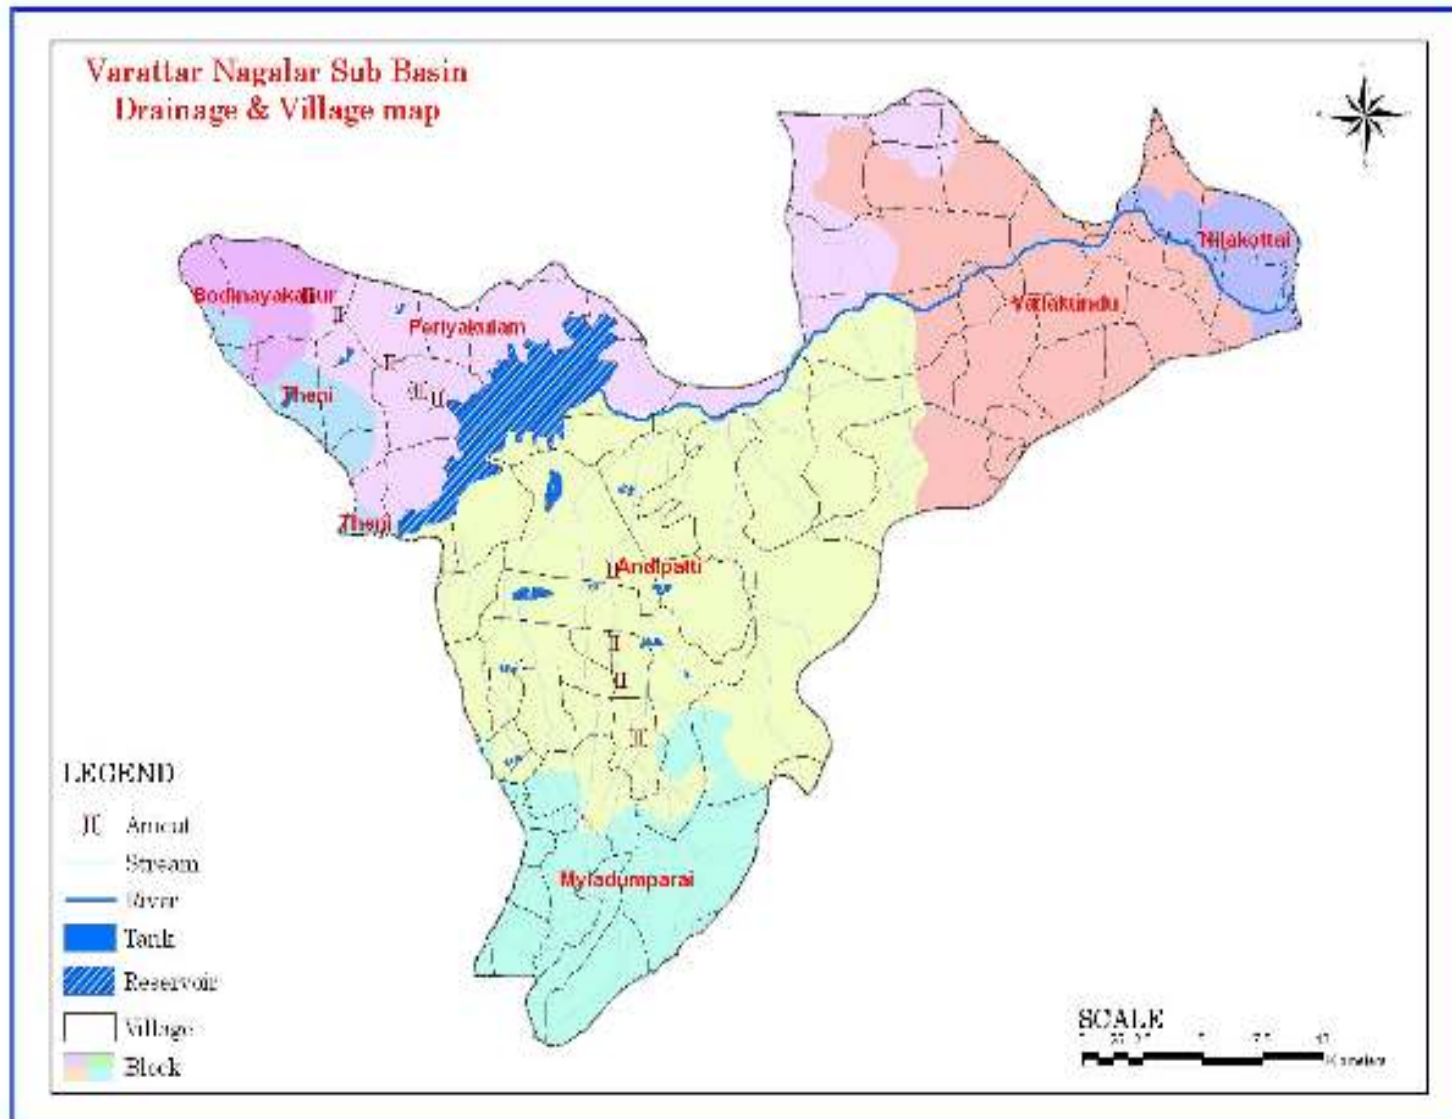 Varattar Nagalar Sub Basin
Drainage & Village map
Nilakottai
Bodinayakanur
Vatlakundu
Periyakulam
Theni
Theni
Andipatti
LEGEND
Anicut
Myladumparai
Stream
River
Tank
Reservoir
Village
Block
SCALE
Kilometers